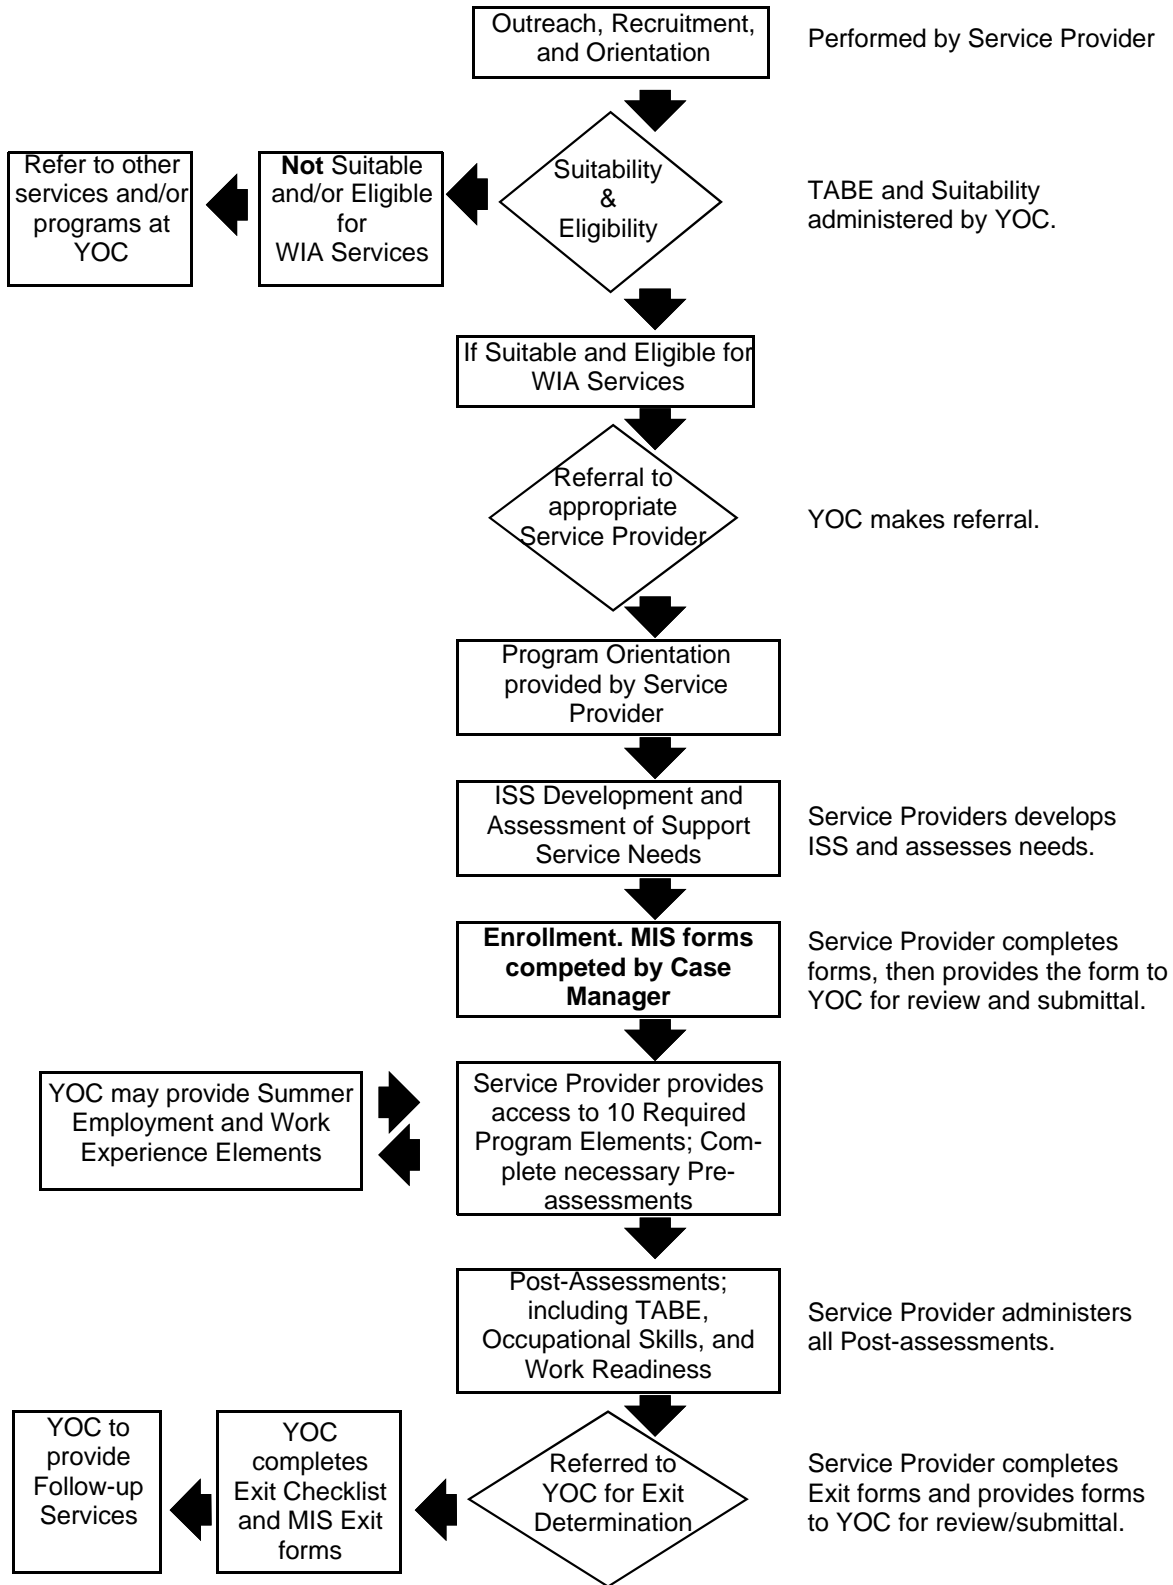 Outreach, Recruitment,
and Orientation
Performed by Service Provider
Suitability
&
Eligibility
Not Suitable
and/or Eligible
for
WIA Services
Refer to other
services and/or
programs at
YOC
TABE and Suitability
administered by YOC.
If Suitable and Eligible for
WIA Services
Referral to
appropriate
Service Provider
YOC makes referral.
Program Orientation
provided by Service
Provider
ISS Development and
Assessment of Support
Service Needs
Service Providers develops
ISS and assesses needs.
Enrollment. MIS forms
competed by Case
Manager
Service Provider completes
forms, then provides the form to
YOC for review and submittal.
YOC may provide Summer
Employment and Work
Experience Elements
Service Provider provides
access to 10 Required
Program Elements; Com-
plete necessary Pre-
assessments
Post-Assessments;
including TABE,
Occupational Skills, and
Work Readiness
Service Provider administers
all Post-assessments.
Referred to
YOC for Exit
Determination
YOC
completes
Exit Checklist
and MIS Exit
forms
YOC to
provide
Follow-up
Services
Service Provider completes
Exit forms and provides forms
to YOC for review/submittal.